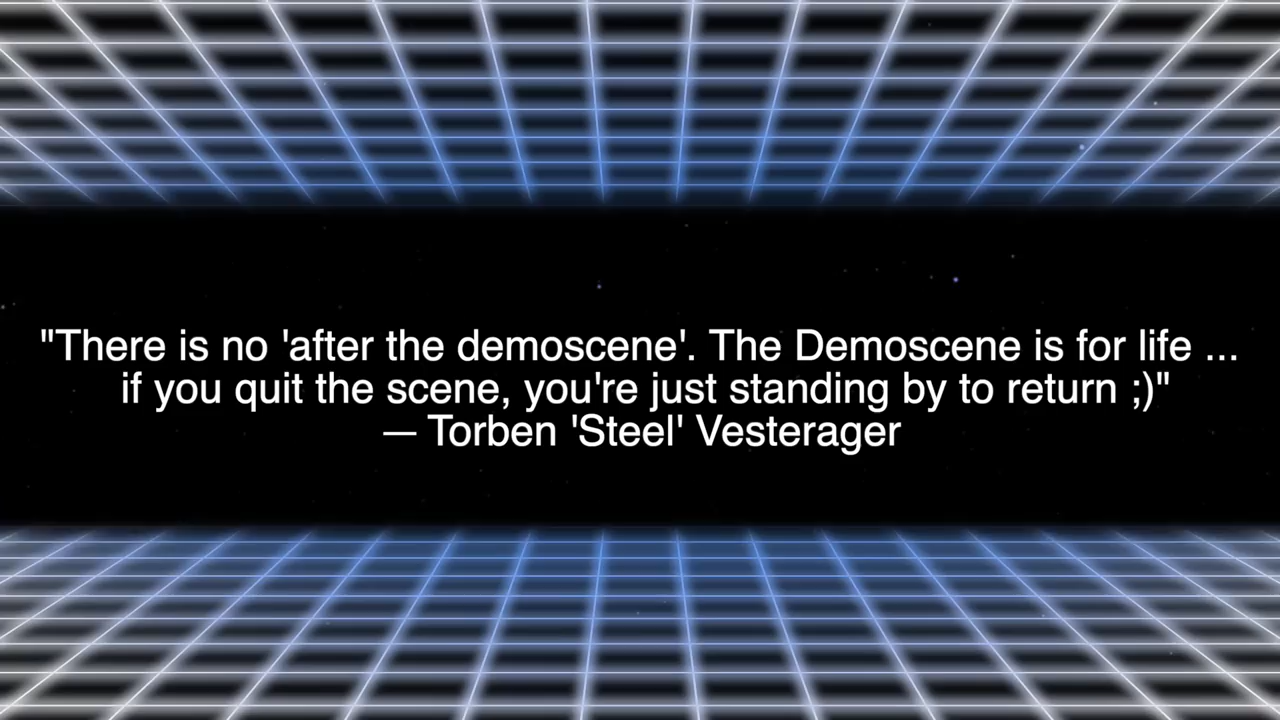 "There is no 'after the demoscene'. The Demoscene is for life ...
if you quit the scene, you're just standing by to return ;)"
— Torben 'Steel' Vesterager